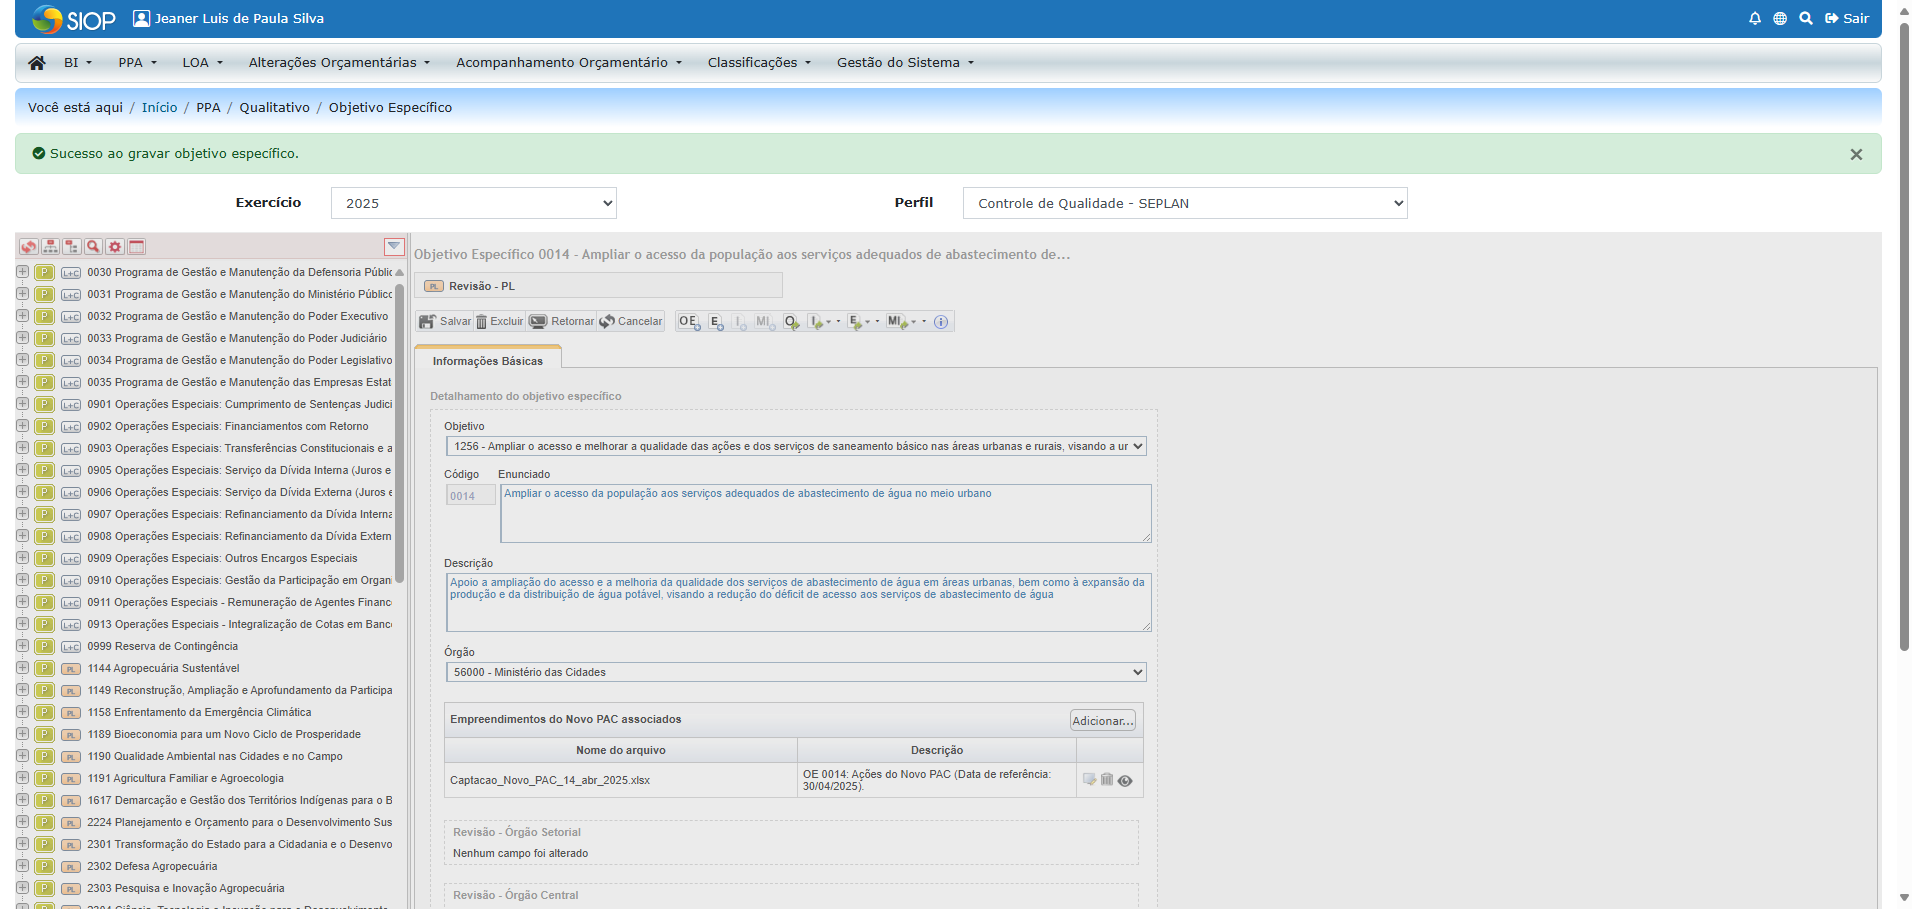 SIOP Jeaner Luis de Paula Silva Sair
BI PPA LOA Alterações Orçamentárias Acompanhamento Orçamentário Classificações Gestão do Sistema
Você está aqui / Início / PPA / Qualitativo / Objetivo Específico
Sucesso ao gravar objetivo específico.
Exercício 2025 Perfil Controle de Qualidade - SEPLAN
P L+C 0030 Programa de Gestão e Manutenção da Defensoria Públic
P L+C 0031 Programa de Gestão e Manutenção do Ministério Público
P L+C 0032 Programa de Gestão e Manutenção do Poder Executivo
P L+C 0033 Programa de Gestão e Manutenção do Poder Judiciário
P L+C 0034 Programa de Gestão e Manutenção do Poder Legislativo
P L+C 0035 Programa de Gestão e Manutenção das Empresas Estat
P L+C 0901 Operações Especiais: Cumprimento de Sentenças Judici
P L+C 0902 Operações Especiais: Financiamentos com Retorno
P L+C 0903 Operações Especiais: Transferências Constitucionais e a
P L+C 0905 Operações Especiais: Serviço da Dívida Interna (Juros e
P L+C 0906 Operações Especiais: Serviço da Dívida Externa (Juros e
P L+C 0907 Operações Especiais: Refinanciamento da Dívida Interna
P L+C 0908 Operações Especiais: Refinanciamento da Dívida Extern
P L+C 0909 Operações Especiais: Outros Encargos Especiais
P L+C 0910 Operações Especiais: Gestão da Participação em Organi
P L+C 0911 Operações Especiais - Remuneração de Agentes Finance
P L+C 0913 Operações Especiais - Integralização de Cotas em Banc
P L+C 0999 Reserva de Contingência
P PL 1144 Agropecuária Sustentável
P PL 1149 Reconstrução, Ampliação e Aprofundamento da Participa
P PL 1158 Enfrentamento da Emergência Climática
P PL 1189 Bioeconomia para um Novo Ciclo de Prosperidade
P PL 1190 Qualidade Ambiental nas Cidades e no Campo
P PL 1191 Agricultura Familiar e Agroecologia
P PL 1617 Demarcação e Gestão dos Territórios Indígenas para o B
P PL 2224 Planejamento e Orçamento para o Desenvolvimento Sus
P PL 2301 Transformação do Estado para a Cidadania e o Desenvo
P PL 2302 Defesa Agropecuária
P PL 2303 Pesquisa e Inovação Agropecuária
Objetivo Específico 0014 - Ampliar o acesso da população aos serviços adequados de abastecimento de...
PL Revisão - PL
Salvar Excluir Retornar Cancelar OE E I MI O I E MI
Informações Básicas
Detalhamento do objetivo específico
Objetivo
1256 - Ampliar o acesso e melhorar a qualidade das ações e dos serviços de saneamento básico nas áreas urbanas e rurais, visando a ur
Código Enunciado
0014 Ampliar o acesso da população aos serviços adequados de abastecimento de água no meio urbano
Descrição
Apoio a ampliação do acesso e a melhoria da qualidade dos serviços de abastecimento de água em áreas urbanas, bem como à expansão da
produção e da distribuição de água potável, visando a redução do déficit de acesso aos serviços de abastecimento de água
Órgão
56000 - Ministério das Cidades
Empreendimentos do Novo PAC associados Adicionar...
Nome do arquivo Descrição
Captacao_Novo_PAC_14_abr_2025.xlsx OE 0014: Ações do Novo PAC (Data de referência:
30/04/2025).
Revisão - Órgão Setorial
Nenhum campo foi alterado
Revisão - Órgão Central